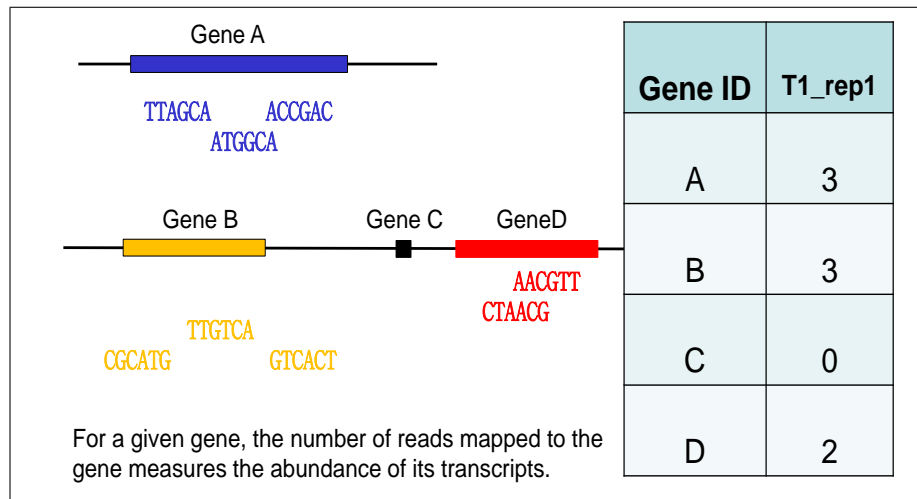 Gene A
TTAGCA ACCGAC
ATGGCA
Gene B Gene C GeneD
AACGTT
CTAACG
TTGTCA
CGCATG GTCACT
For a given gene, the number of reads mapped to the
gene measures the abundance of its transcripts.
Gene ID T1_rep1
A 3
B 3
C 0
D 2